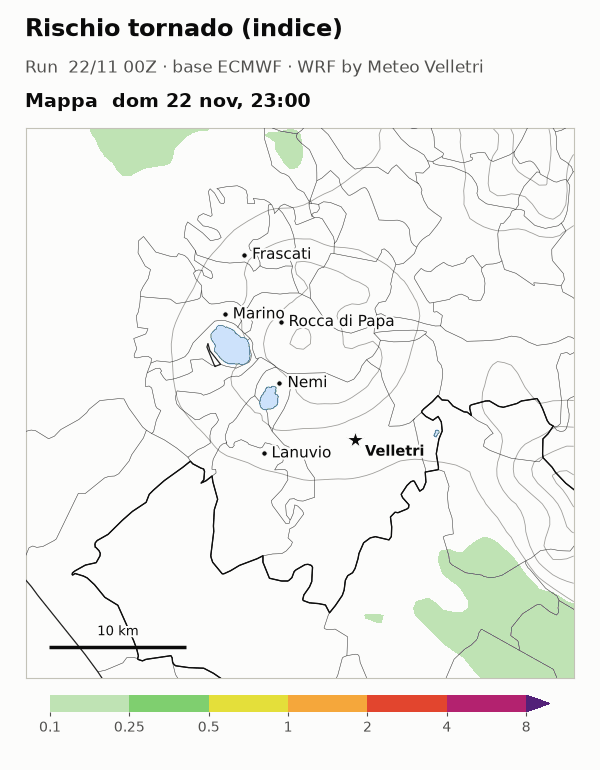 Rischio tornado (indice)
Run  22/11 00Z · base ECMWF · WRF by Meteo Velletri
Mappa  dom 22 nov, 23:00
Frascati
Marino
Rocca di Papa
Nemi
Velletri
Lanuvio
10 km
0.1 0.25 0.5 1 2 4 8